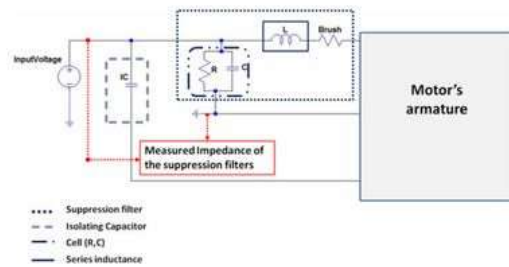 L
Brush
InputVoltage
IC
R
C
Motor's
armature
Measured Impedance of
the suppression filters
Suppression filter
Isolating Capacitor
Cell (R,C)
Series inductance